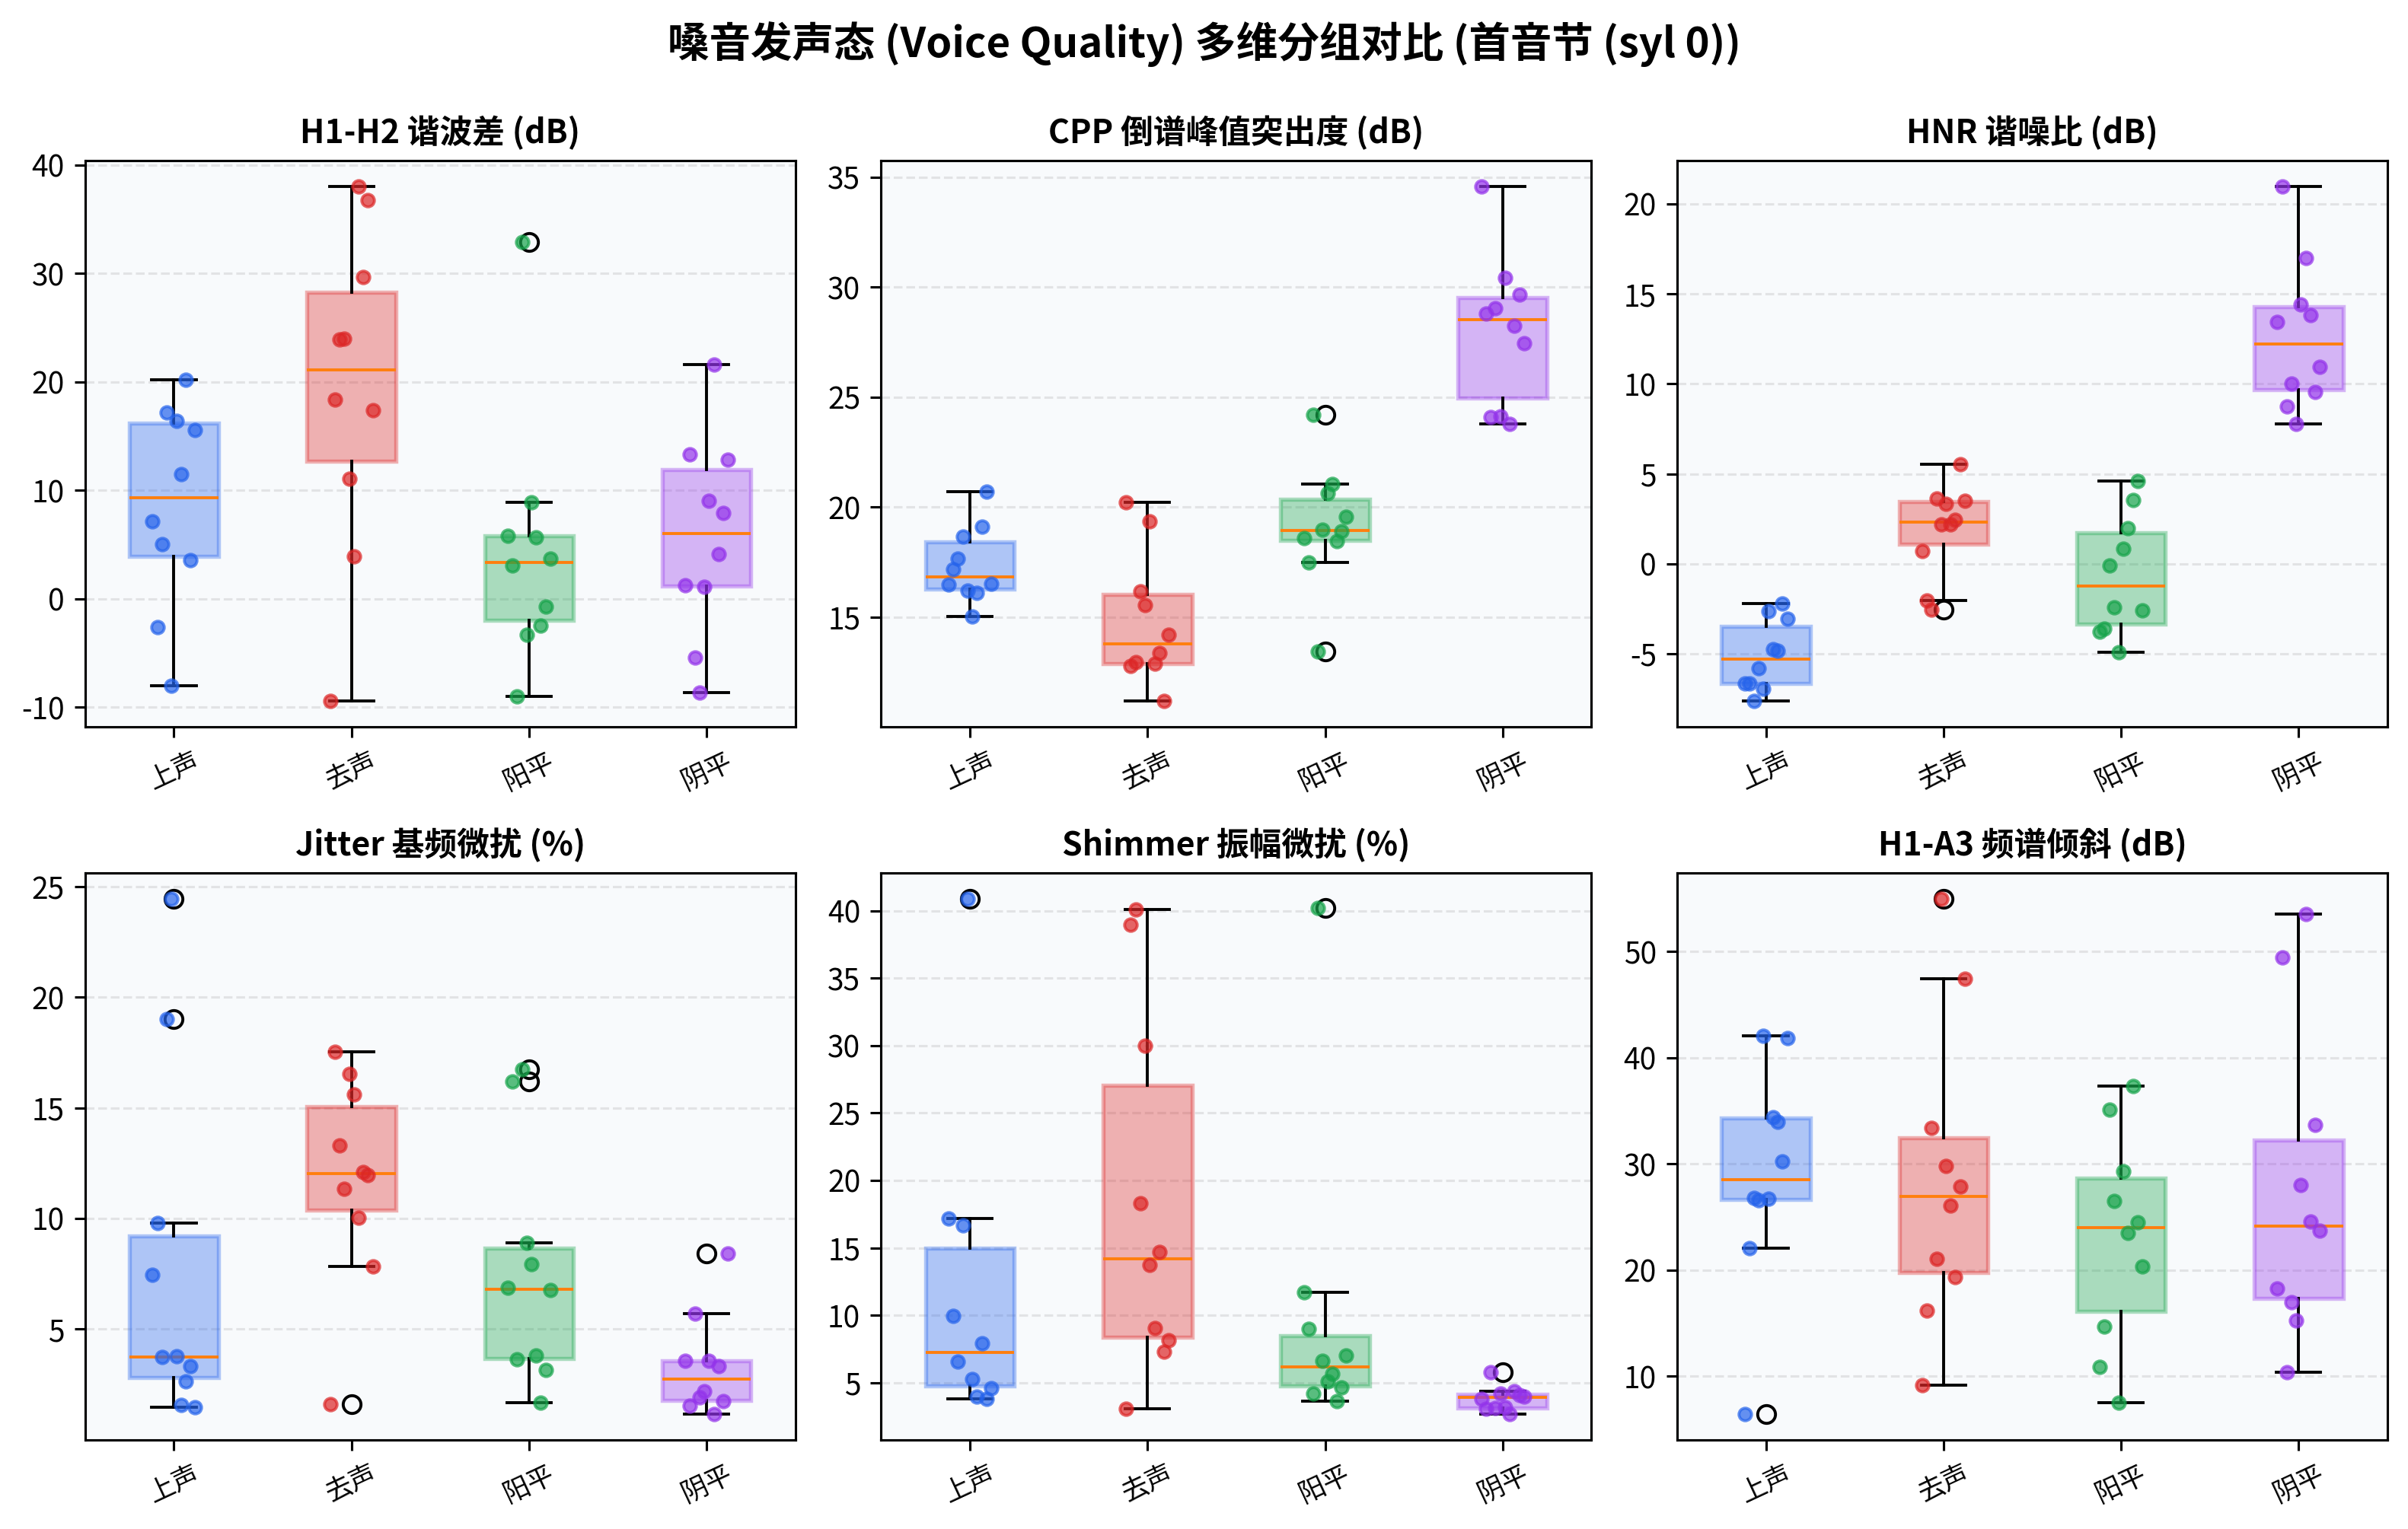 嗓音发声态 (Voice Quality) 多维分组对比 (首音节 (syl 0))
H1-H2 谐波差 (dB)
40
30
20
10
0
-10
上声
去声
阳平
阴平
CPP 倒谱峰值突出度 (dB)
35
30
25
20
15
上声
去声
阳平
阴平
HNR 谐噪比 (dB)
20
15
10
5
0
-5
上声
去声
阳平
阴平
Jitter 基频微扰 (%)
25
20
15
10
5
上声
去声
阳平
阴平
Shimmer 振幅微扰 (%)
40
35
30
25
20
15
10
5
上声
去声
阳平
阴平
H1-A3 频谱倾斜 (dB)
50
40
30
20
10
上声
去声
阳平
阴平